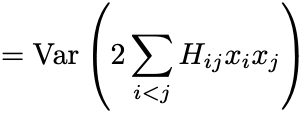 = Var ( 2 ∑_{i<j} H_{ij} x_i x_j )